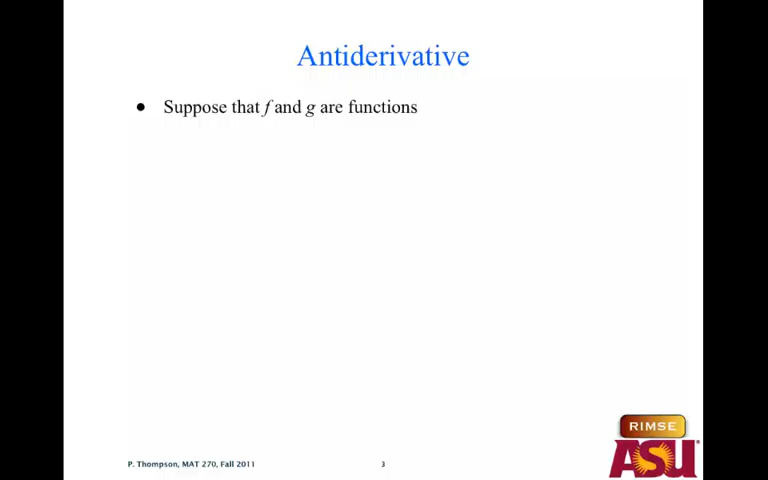 Antiderivative
● Suppose that f and g are functions
RIMSE
ASU
P. Thompson, MAT 270, Fall 2011
3